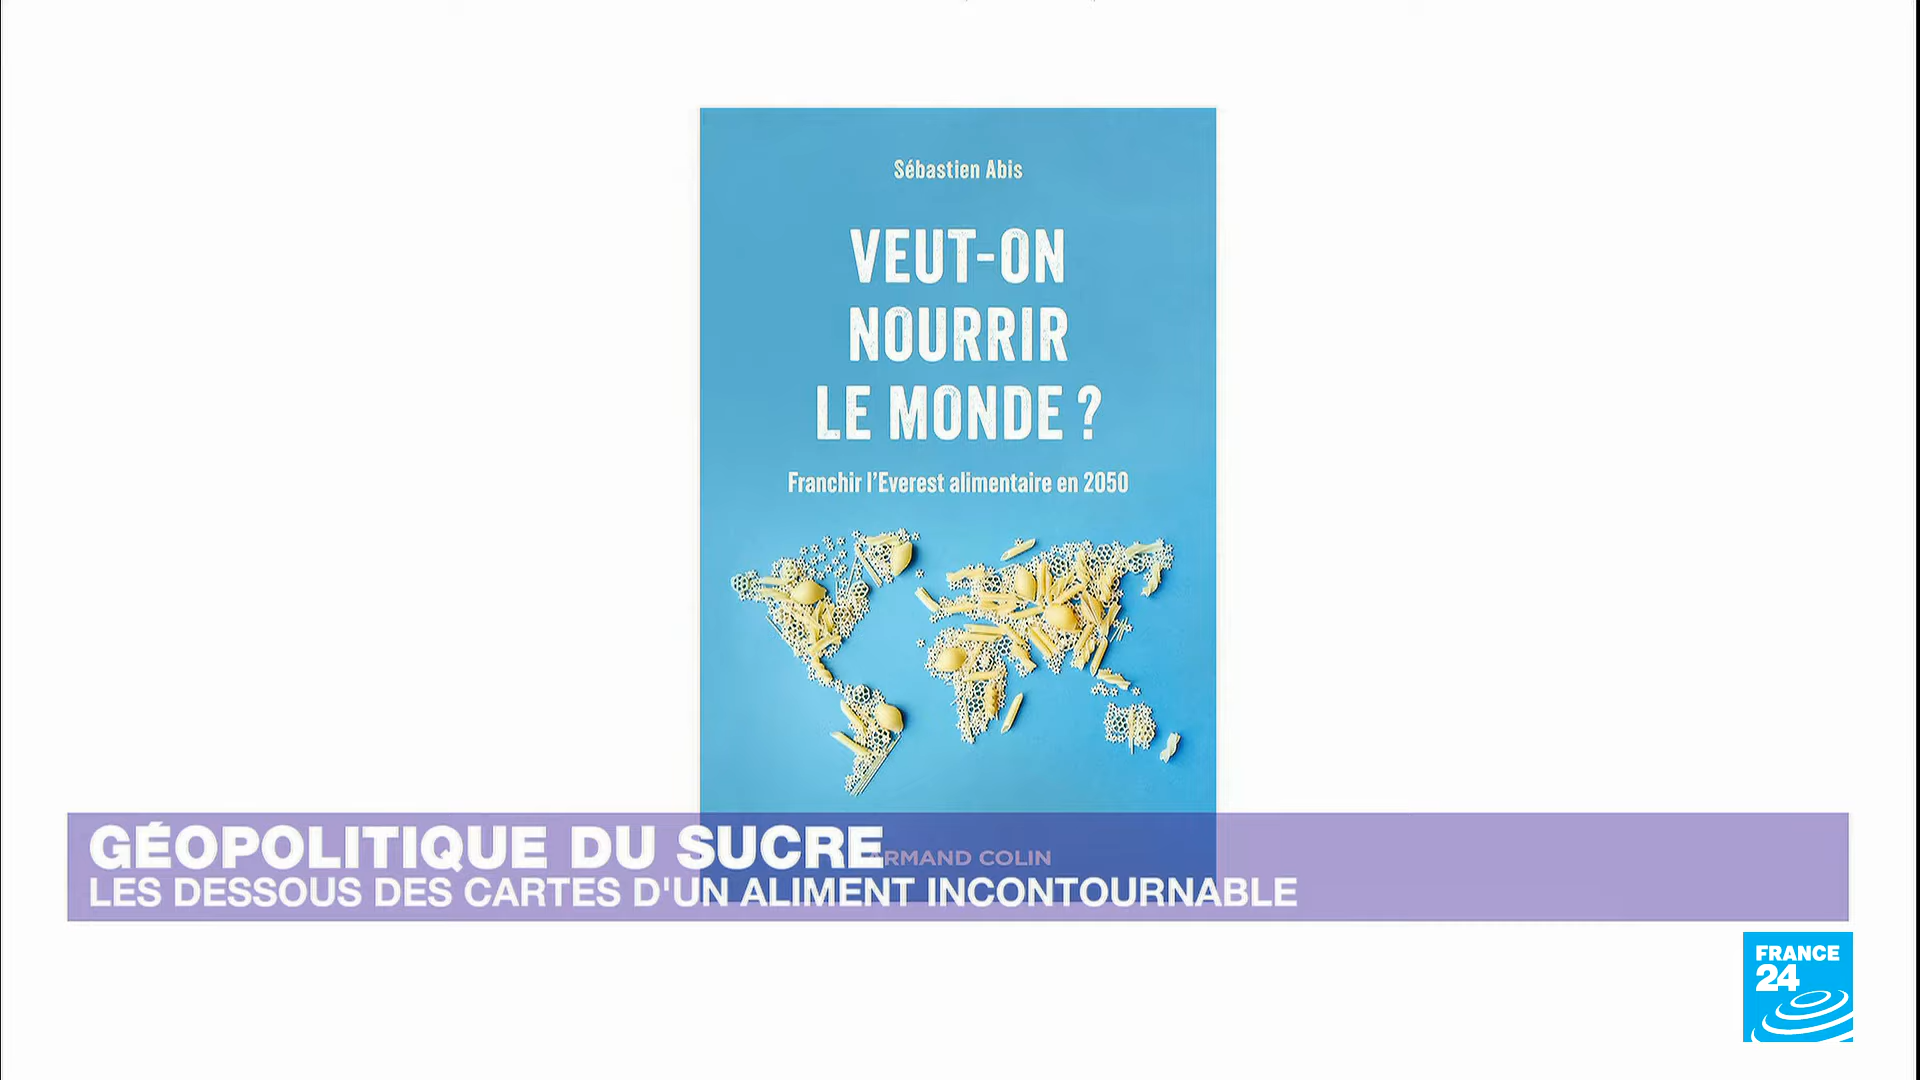 Sébastien Abis
VEUT-ON
NOURRIR
LE MONDE ?
Franchir l'Everest alimentaire en 2050
ARMAND COLIN
GÉOPOLITIQUE DU SUCRE
LES DESSOUS DES CARTES D'UN ALIMENT INCONTOURNABLE
FRANCE
24